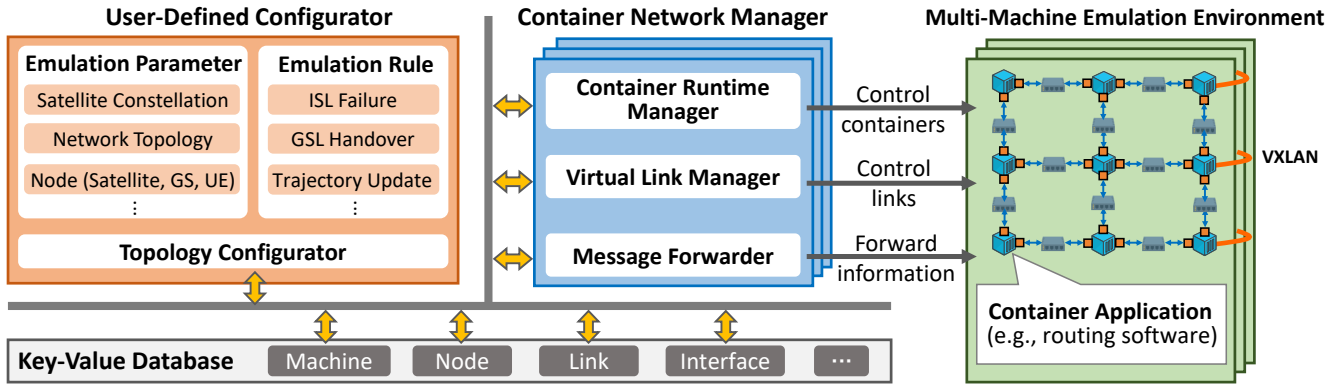 User-Defined Configurator
Emulation Parameter
Satellite Constellation
Network Topology
Node (Satellite, GS, UE)
⋮
Emulation Rule
ISL Failure
GSL Handover
Trajectory Update
⋮
Topology Configurator
Container Network Manager
Container Runtime
Manager
Virtual Link Manager
Message Forwarder
Control
containers
Control
links
Forward
information
Multi-Machine Emulation Environment
VXLAN
Container Application
(e.g., routing software)
Key-Value Database
Machine
Node
Link
Interface
···